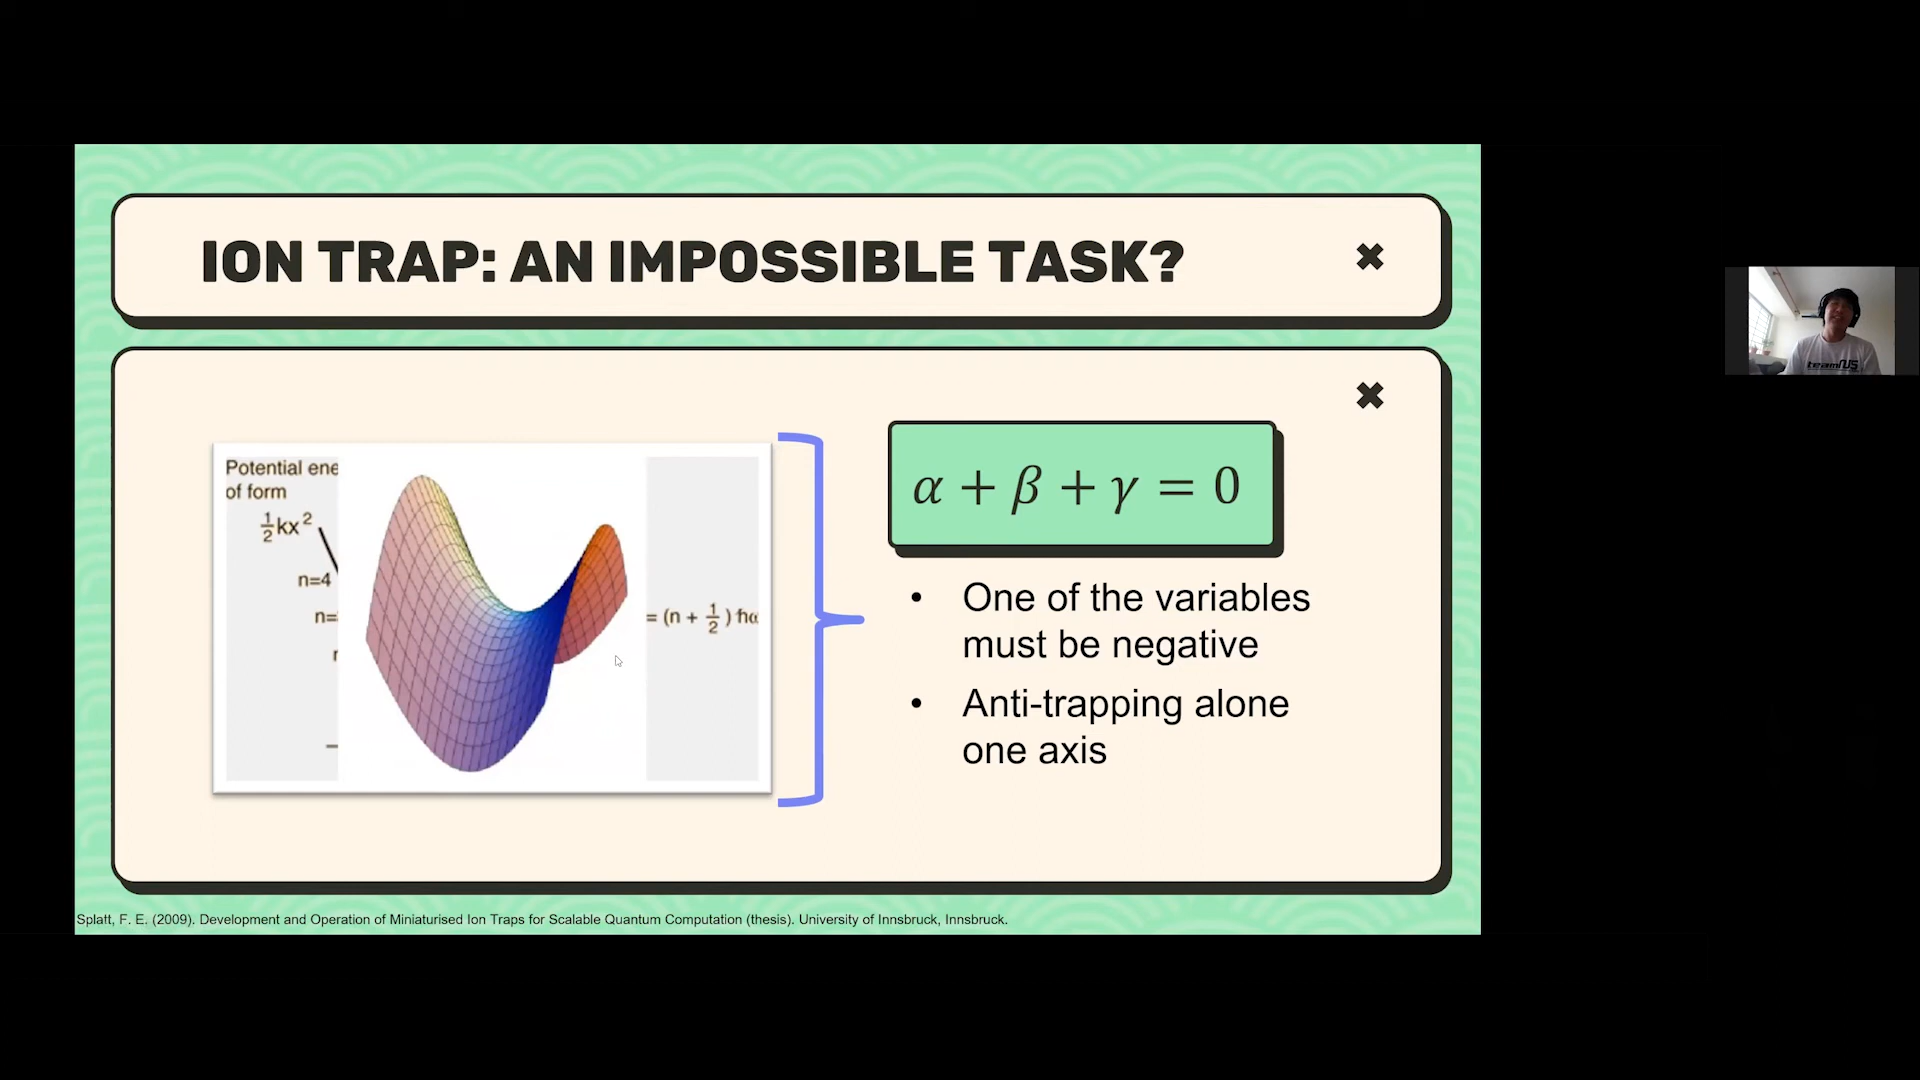 ION TRAP: AN IMPOSSIBLE TASK?
Potential ene
of form
½kx²
n=4
n=
= (n + ½) ħω
α + β + γ = 0
• One of the variables
must be negative
• Anti-trapping alone
one axis
Splatt, F. E. (2009). Development and Operation of Miniaturised Ion Traps for Scalable Quantum Computation (thesis). University of Innsbruck, Innsbruck.
team NUS